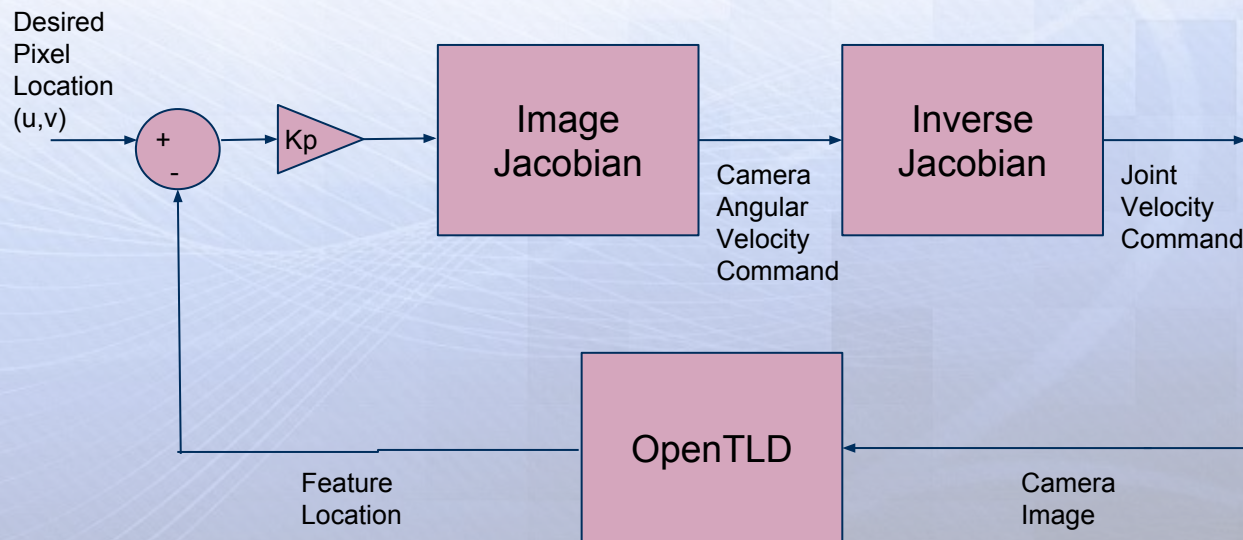 Desired
Pixel
Location
(u,v)
+
-
Kp
Image
Jacobian
Camera
Angular
Velocity
Command
Inverse
Jacobian
Joint
Velocity
Command
OpenTLD
Feature
Location
Camera
Image